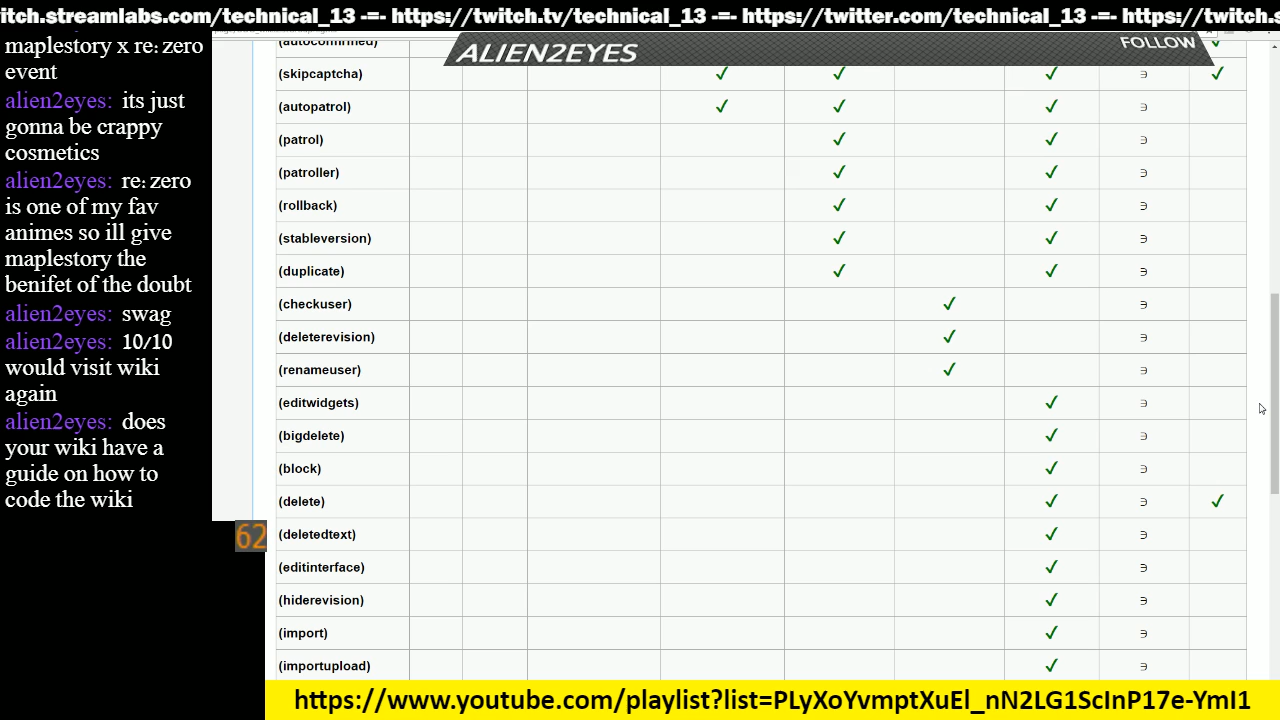 itch.streamlabs.com/technical_13 -=- https://twitch.tv/technical_13 -=- https://twitter.com/technical_13 -=- https://twitch.s
maplestory x re:zero
event
alien2eyes: its just
gonna be crappy
cosmetics
alien2eyes: re:zero
is one of my fav
animes so ill give
maplestory the
benifet of the doubt
alien2eyes: swag
alien2eyes: 10/10
would visit wiki
again
alien2eyes: does
your wiki have a
guide on how to
code the wiki
62
ALIEN2EYES
FOLLOW
(autoconfirmed) ✓
(skipcaptcha) ✓ ✓ ✓ ∋ ✓
(autopatrol) ✓ ✓ ✓ ∋
(patrol) ✓ ✓ ∋
(patroller) ✓ ✓ ∋
(rollback) ✓ ✓ ∋
(stableversion) ✓ ✓ ∋
(duplicate) ✓ ✓ ∋
(checkuser) ✓ ∋
(deleterevision) ✓ ∋
(renameuser) ✓ ∋
(editwidgets) ✓ ∋
(bigdelete) ✓ ∋
(block) ✓ ∋
(delete) ✓ ∋ ✓
(deletedtext) ✓ ∋
(editinterface) ✓ ∋
(hiderevision) ✓ ∋
(import) ✓ ∋
(importupload) ✓ ∋
https://www.youtube.com/playlist?list=PLyXoYvmptXuEl_nN2LG1ScInP17e-YmI1